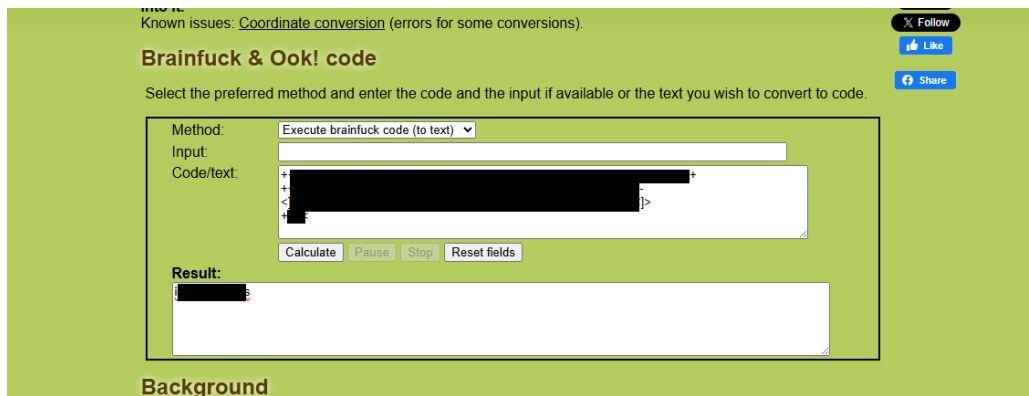 Known issues: Coordinate conversion (errors for some conversions).
Follow
Like
Share
Brainfuck & Ook! code
Select the preferred method and enter the code and the input if available or the text you wish to convert to code.
Method:
Execute brainfuck code (to text)
Input:
Code/text:
Calculate
Pause
Stop
Reset fields
Result:
Background